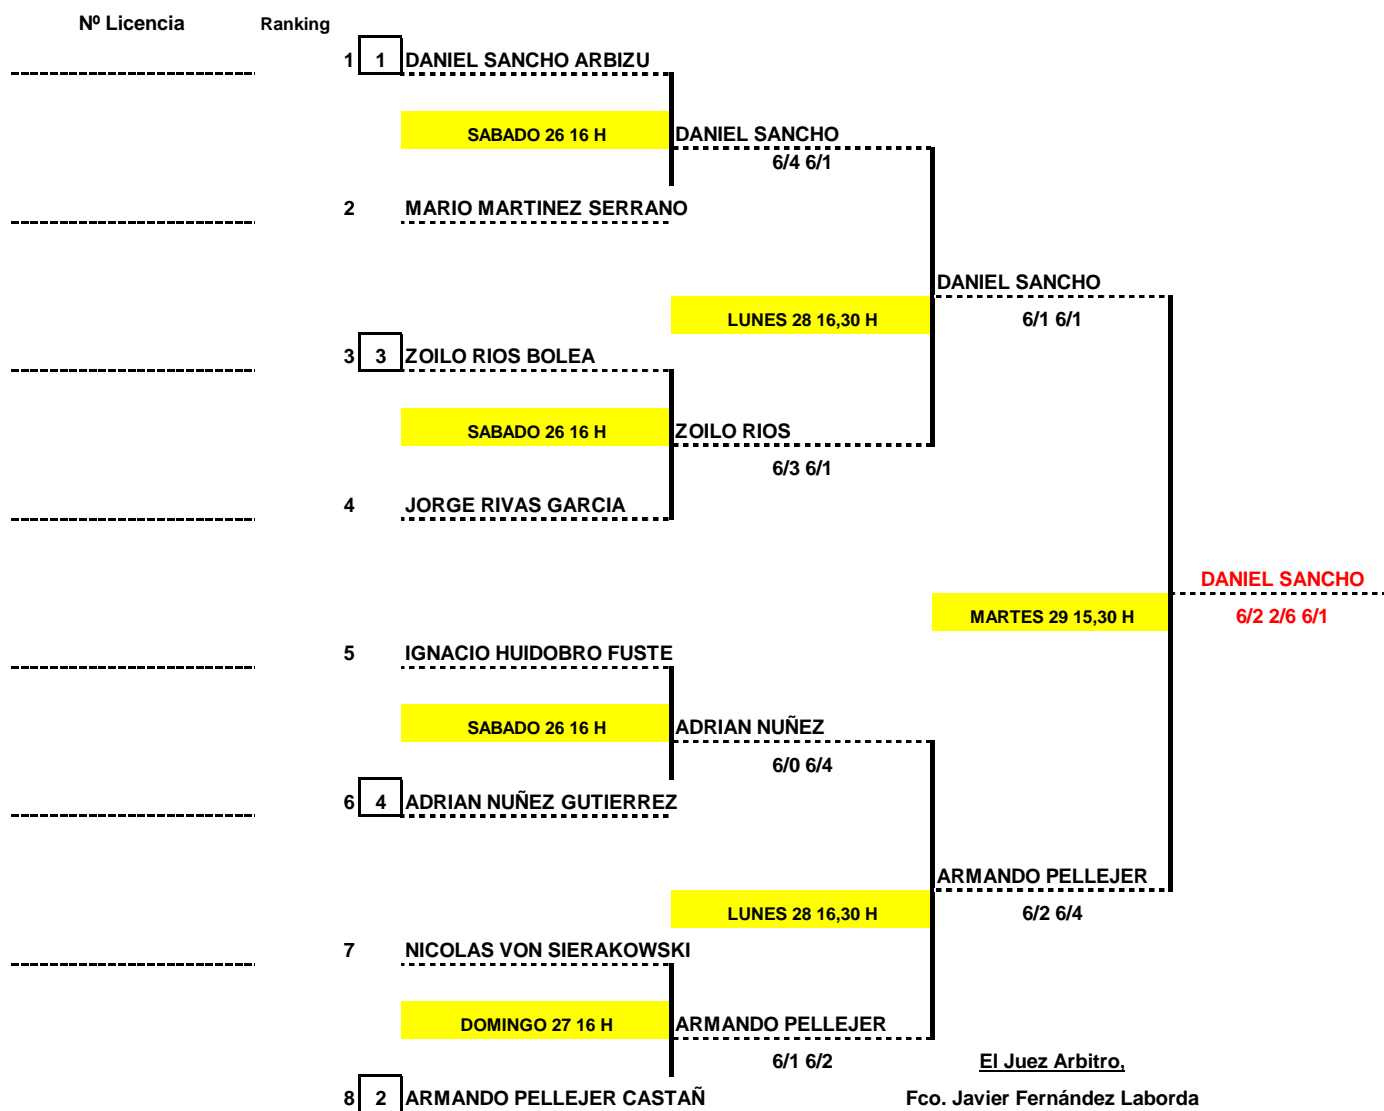 Nº Licencia Ranking
1 1 DANIEL SANCHO ARBIZU
SABADO 26 16 H DANIEL SANCHO
6/4 6/1
2 MARIO MARTINEZ SERRANO
DANIEL SANCHO
LUNES 28 16,30 H 6/1 6/1
3 3 ZOILO RIOS BOLEA
SABADO 26 16 H ZOILO RIOS
6/3 6/1
4 JORGE RIVAS GARCIA
DANIEL SANCHO
MARTES 29 15,30 H 6/2 2/6 6/1
5 IGNACIO HUIDOBRO FUSTE
SABADO 26 16 H ADRIAN NUÑEZ
6/0 6/4
6 4 ADRIAN NUÑEZ GUTIERREZ
ARMANDO PELLEJER
LUNES 28 16,30 H 6/2 6/4
7 NICOLAS VON SIERAKOWSKI
DOMINGO 27 16 H ARMANDO PELLEJER
6/1 6/2 El Juez Arbitro,
8 2 ARMANDO PELLEJER CASTAÑ Fco. Javier Fernández Laborda